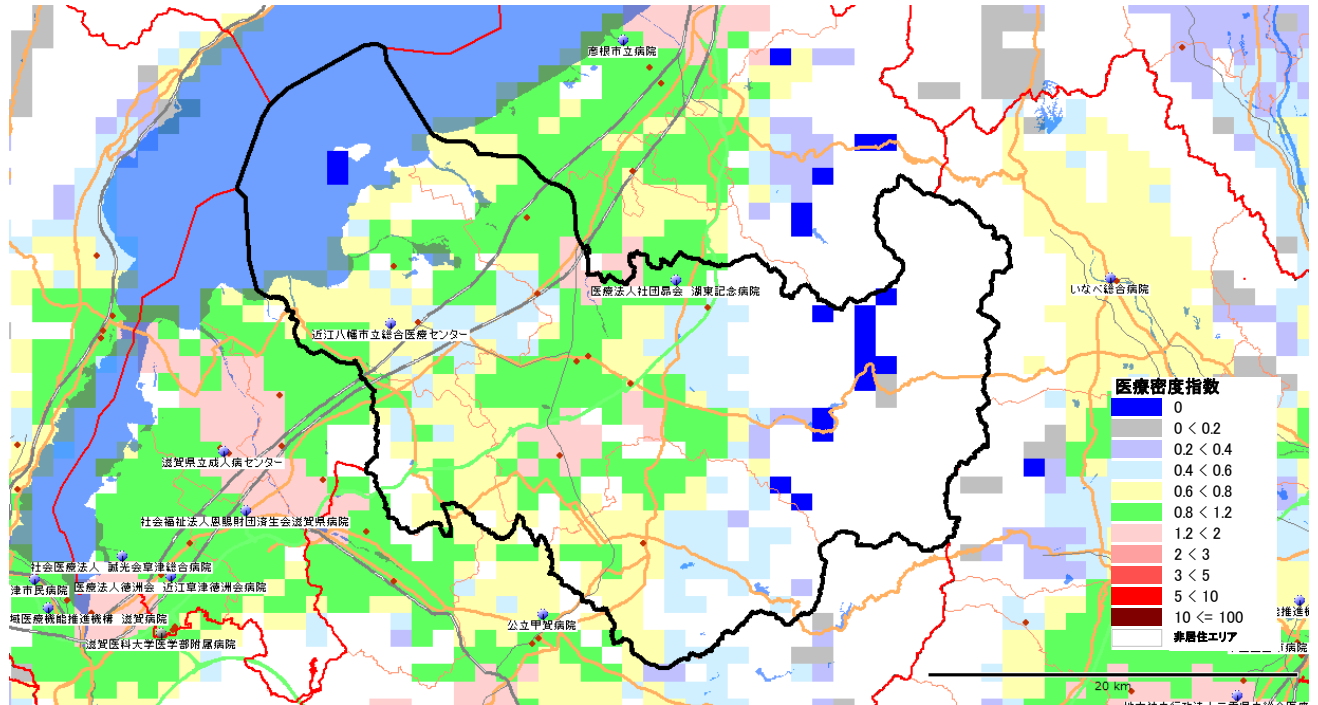 彦根市立病院
医療法人社団昴会 湖東記念病院
いなべ総合病院
近江八幡市立総合医療センター
滋賀県立成人病センター
社会福祉法人恩賜財団済生会滋賀県病院
社会医療法人 誠光会草津総合病院
津市民病院
医療法人徳洲会 近江草津徳洲会病院
域医療機能推進機構 滋賀病院
滋賀医科大学医学部附属病院
公立甲賀病院
医療密度指数
0
0 < 0.2
0.2 < 0.4
0.4 < 0.6
0.6 < 0.8
0.8 < 1.2
1.2 < 2
2 < 3
3 < 5
5 < 10
10 <= 100
非居住エリア
能推進機
市病院
20 km